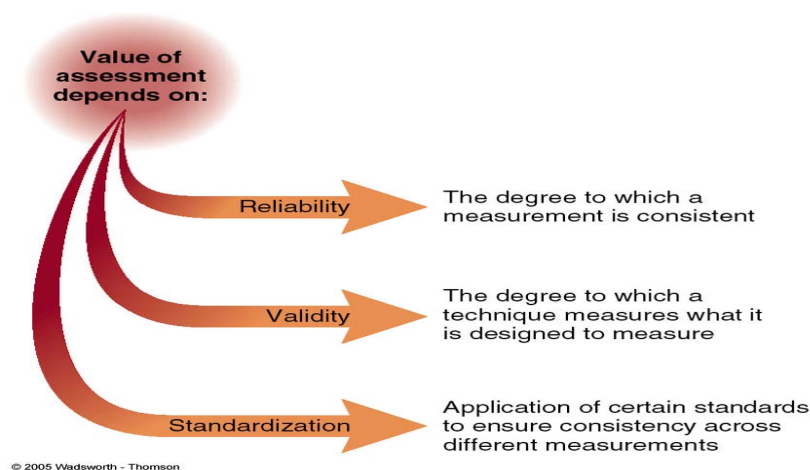 Value of
assessment
depends on:
Reliability
The degree to which a
measurement is consistent
Validity
The degree to which a
technique measures what it
is designed to measure
Standardization
Application of certain standards
to ensure consistency across
different measurements
© 2005 Wadsworth - Thomson